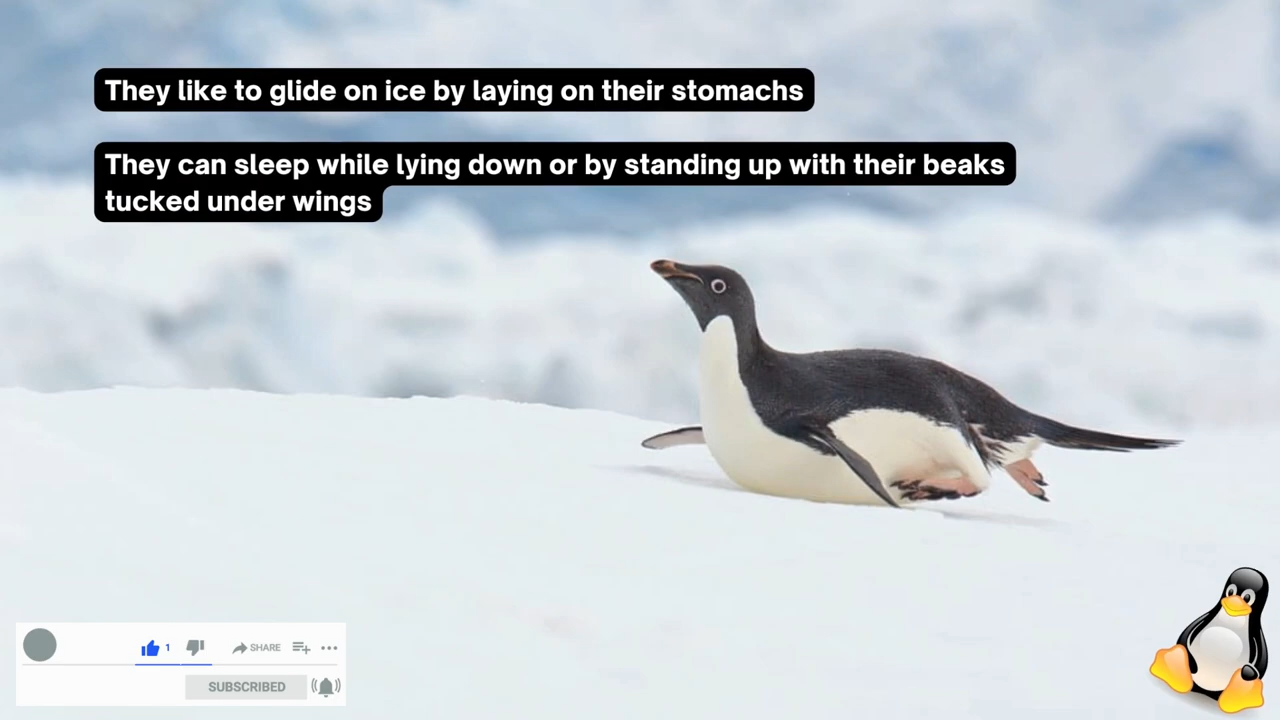 They like to glide on ice by laying on their stomachs
They can sleep while lying down or by standing up with their beaks
tucked under wings
1
SHARE
SUBSCRIBED